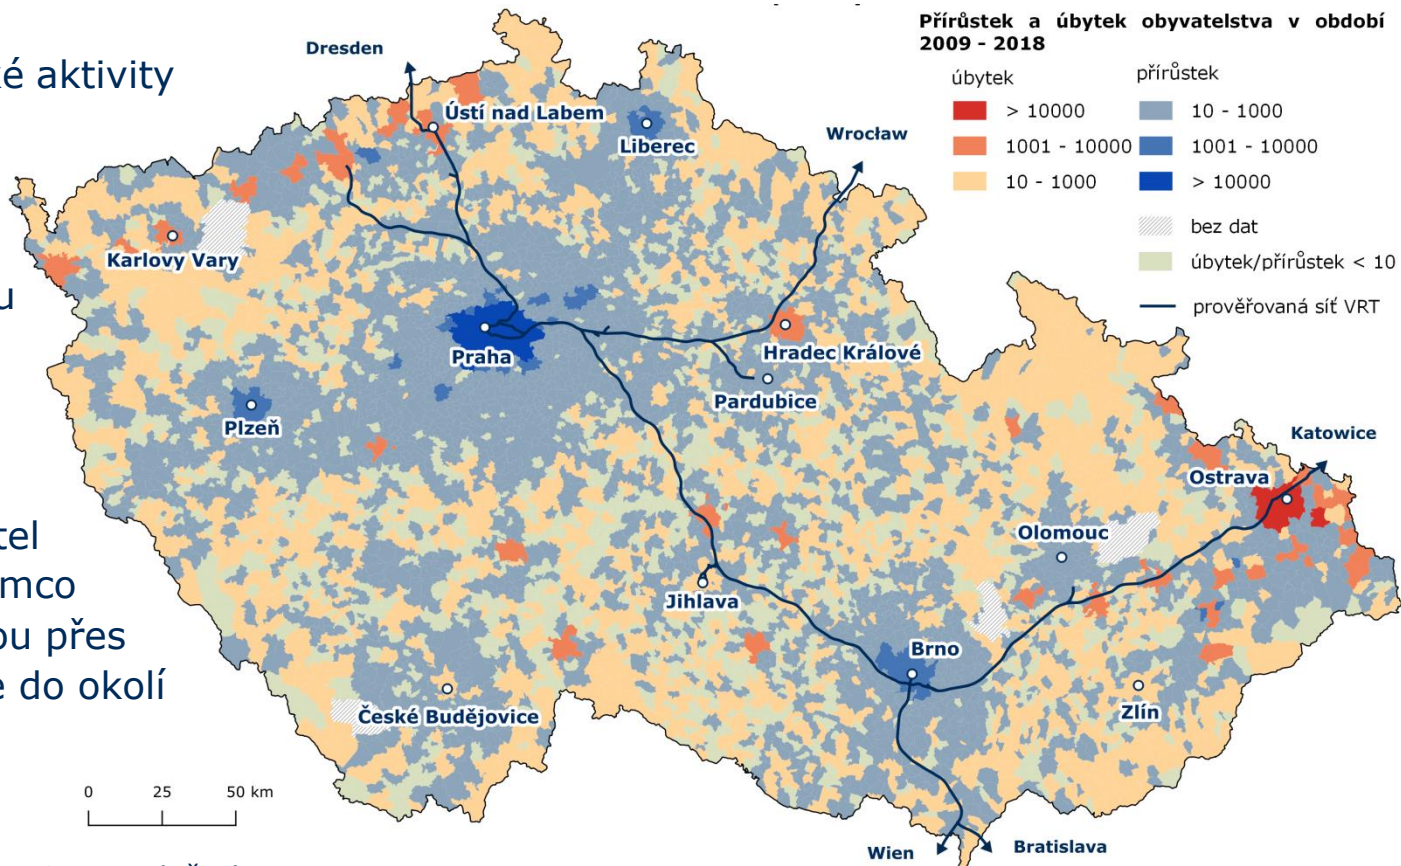 é aktivity
u
tel
mco
ou přes
e do okolí
Přírůstek a úbytek obyvatelstva v období
2009 - 2018
úbytek
přírůstek
> 10000
10 - 1000
1001 - 10000
1001 - 10000
10 - 1000
> 10000
bez dat
úbytek/přírůstek < 10
prověřovaná síť VRT
Dresden
Ústí nad Labem
Liberec
Wrocław
Karlovy Vary
Praha
Hradec Králové
Pardubice
Plzeň
Katowice
Ostrava
Olomouc
Jihlava
Brno
Zlín
České Budějovice
0 25 50 km
Wien
Bratislava